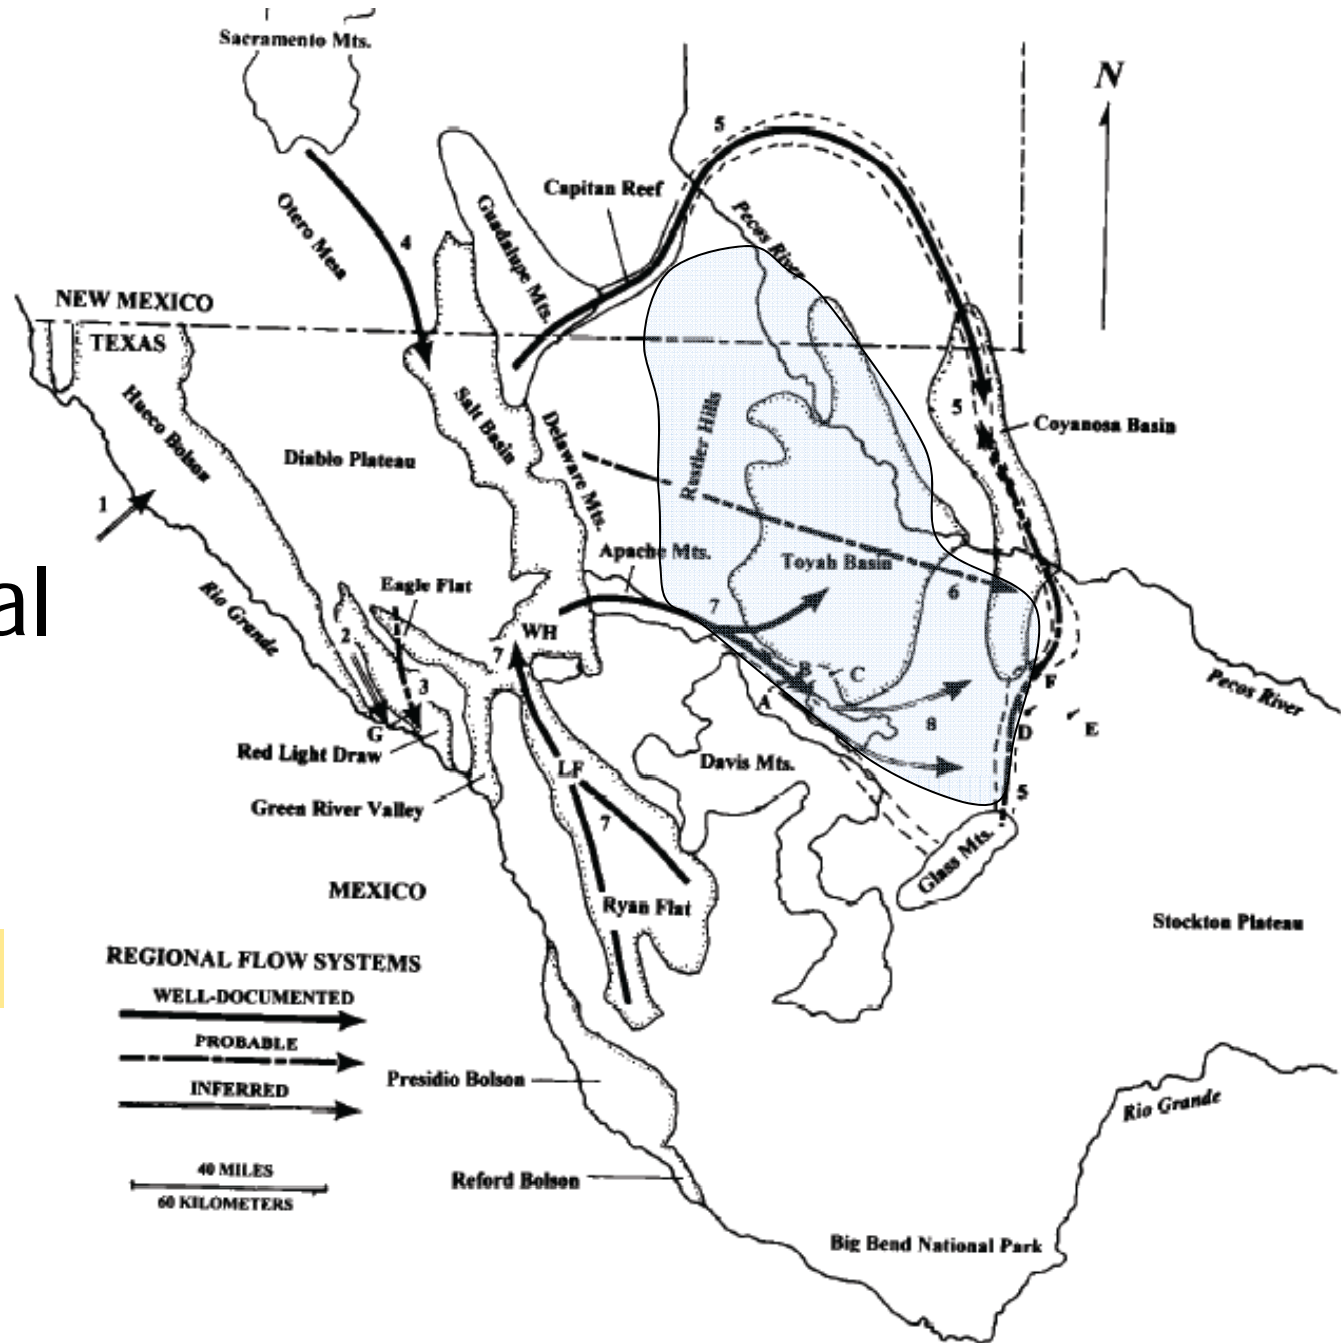 Sacramento Mts.
N
5
Capitan Reef
Otero Mesa
4
Guadalupe Mts.
Pecos River
NEW MEXICO
TEXAS
Hueco Bolson
Salt Basin
Delaware Mts.
Rustler Hills
5
Coyanosa Basin
Diablo Plateau
1
al
Apache Mts.
Toyah Basin
6
Eagle Flat
Rio Grande
2
7
WH
7
3
B
C
A
F
Pecos River
G
8
D
E
Red Light Draw
LF
Davis Mts.
5
Green River Valley
7
Glass Mts.
MEXICO
Ryan Flat
Stockton Plateau
REGIONAL FLOW SYSTEMS
WELL-DOCUMENTED
PROBABLE
INFERRED
Presidio Bolson
Rio Grande
40 MILES
60 KILOMETERS
Reford Bolson
Big Bend National Park